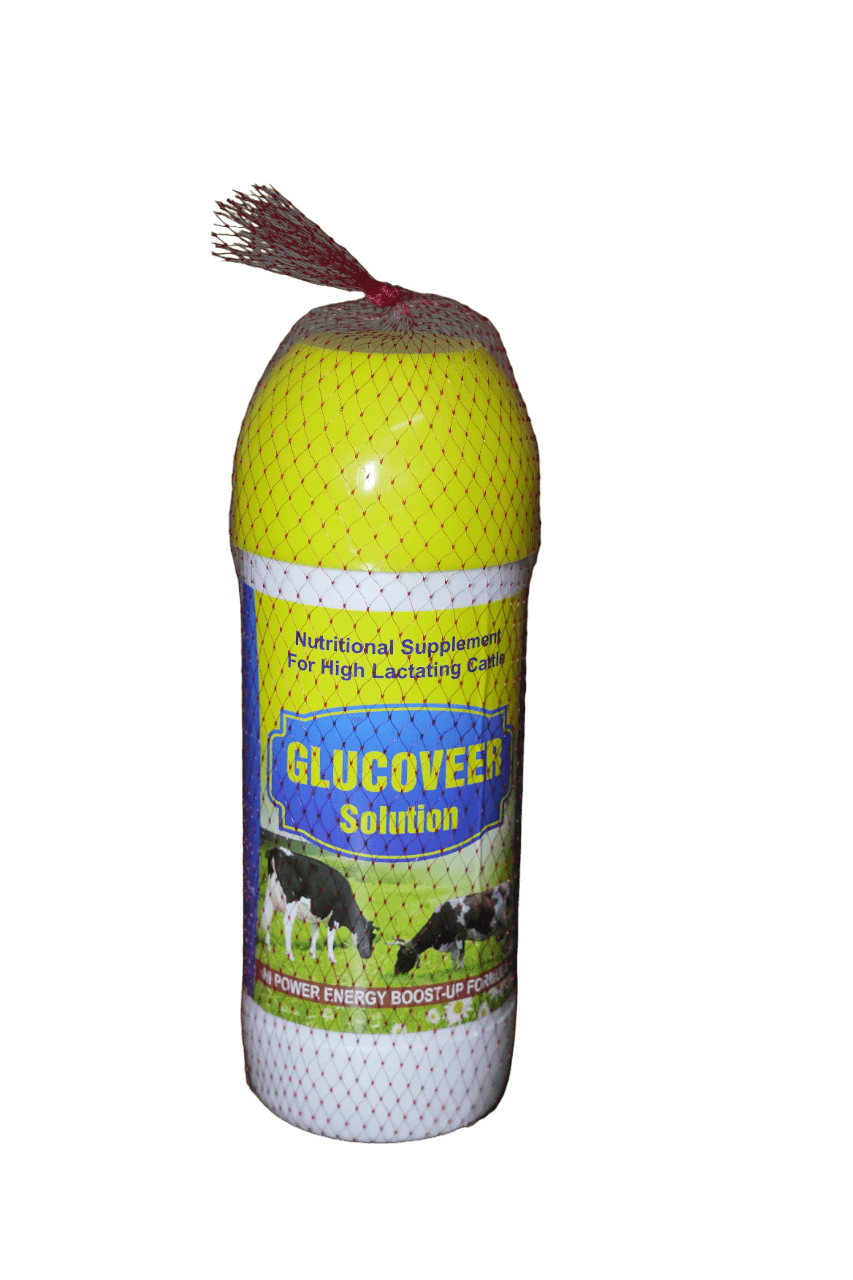 Nutritional Supplement
For High Lactating Cattle
GLUCOVEER
Solution
POWER ENERGY BOOST-UP